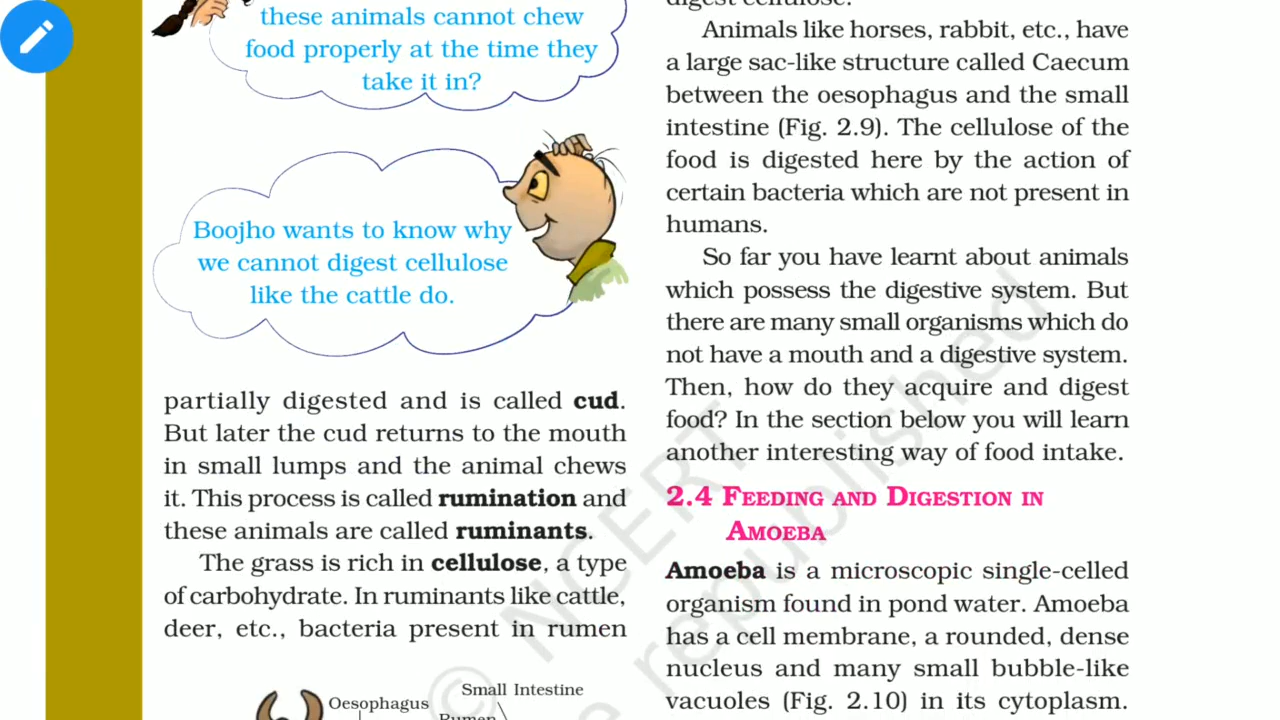 these animals cannot chew
food properly at the time they
take it in?
Boojho wants to know why
we cannot digest cellulose
like the cattle do.
partially digested and is called cud.
But later the cud returns to the mouth
in small lumps and the animal chews
it. This process is called rumination and
these animals are called ruminants.
The grass is rich in cellulose, a type
of carbohydrate. In ruminants like cattle,
deer, etc., bacteria present in rumen
Oesophagus
Small Intestine
Rumen
digest cellulose.
Animals like horses, rabbit, etc., have
a large sac-like structure called Caecum
between the oesophagus and the small
intestine (Fig. 2.9). The cellulose of the
food is digested here by the action of
certain bacteria which are not present in
humans.
So far you have learnt about animals
which possess the digestive system. But
there are many small organisms which do
not have a mouth and a digestive system.
Then, how do they acquire and digest
food? In the section below you will learn
another interesting way of food intake.
2.4 FEEDING AND DIGESTION IN
AMOEBA
Amoeba is a microscopic single-celled
organism found in pond water. Amoeba
has a cell membrane, a rounded, dense
nucleus and many small bubble-like
vacuoles (Fig. 2.10) in its cytoplasm.
© NCERT
republished